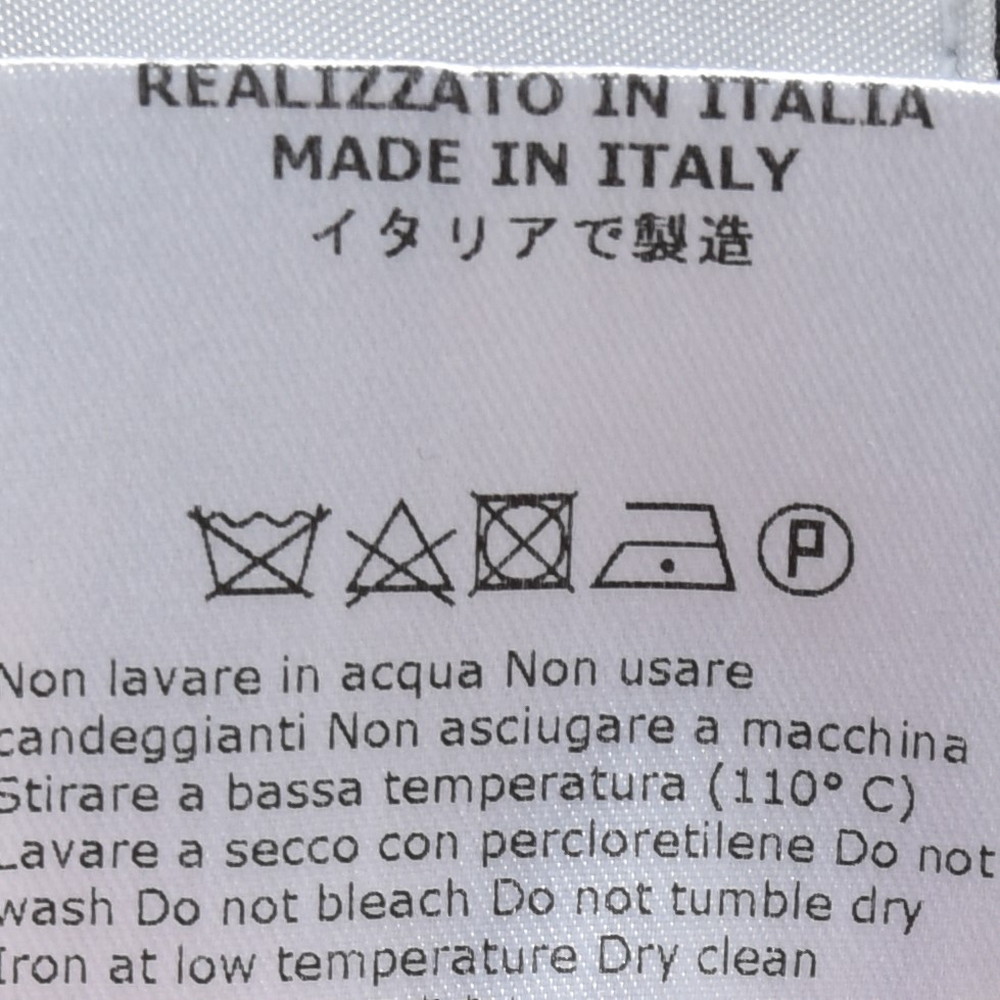 REALIZZATO IN ITALIA
MADE IN ITALY
イタリアで製造
P
Non lavare in acqua Non usare
candeggianti Non asciugare a macchina
Stirare a bassa temperatura (110° C)
Lavare a secco con percloretilene Do not
wash Do not bleach Do not tumble dry
Iron at low temperature Dry clean